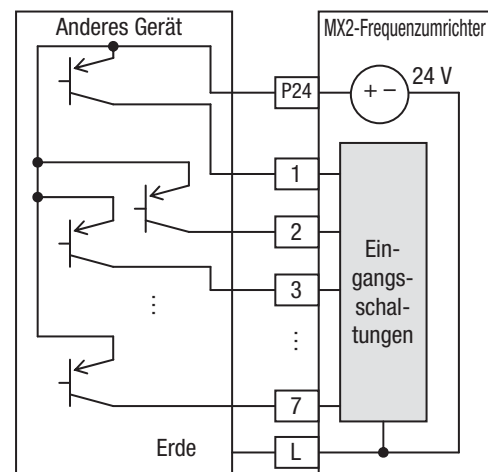 Anderes Gerät
MX2-Frequenzumrichter
P24
+ −
24 V
1
2
3
...
...
7
L
Ein-
gangs-
schal-
tungen
Erde